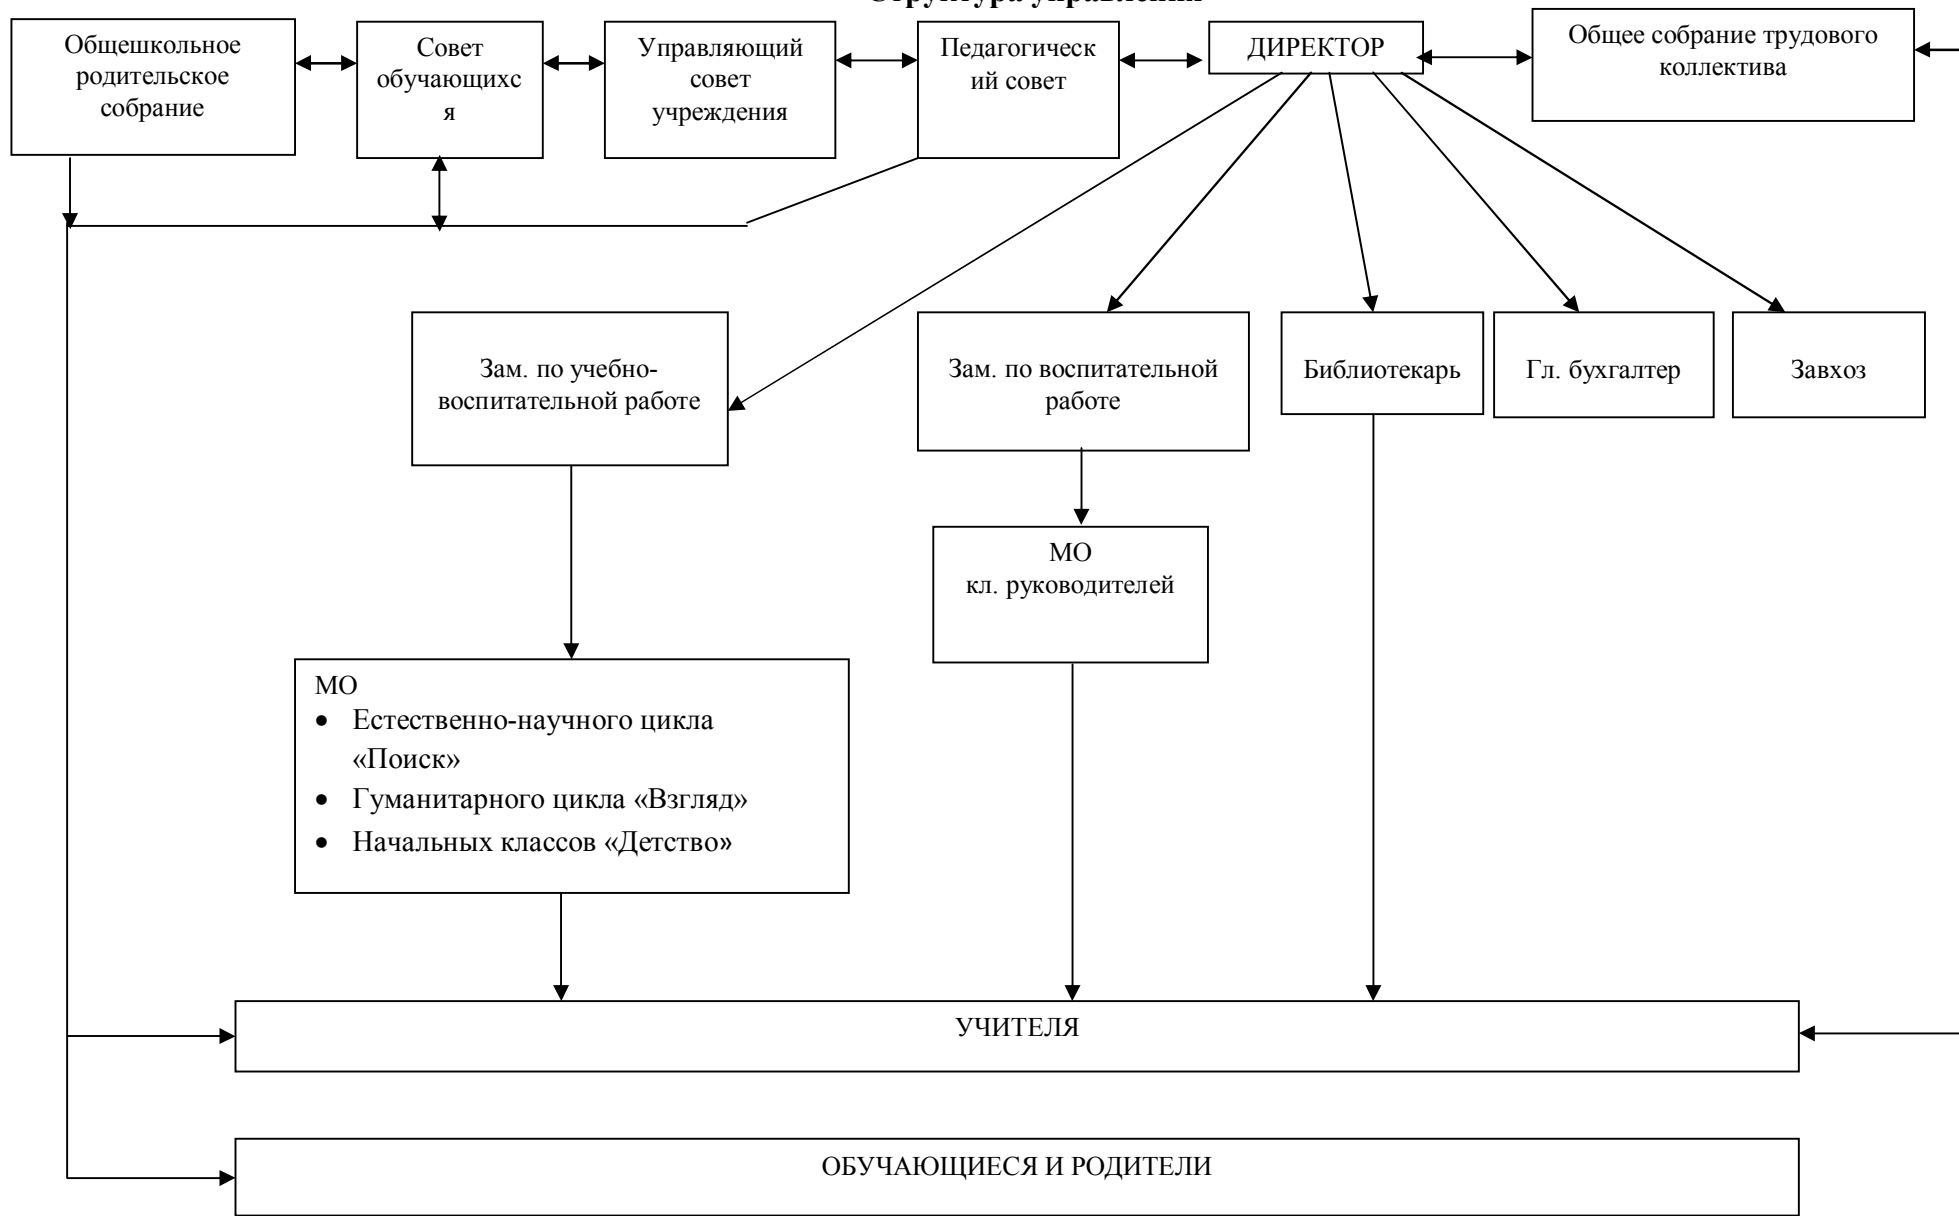 Структура управления
Общешкольное
родительское
собрание
Совет
обучающихс
я
Управляющий
совет
учреждения
Педагогическ
ий совет
ДИРЕКТОР
Общее собрание трудового
коллектива
Зам. по учебно-
воспитательной работе
Зам. по воспитательной
работе
Библиотекарь
Гл. бухгалтер
Завхоз
МО
кл. руководителей
МО
• Естественно-научного цикла
«Поиск»
• Гуманитарного цикла «Взгляд»
• Начальных классов «Детство»
УЧИТЕЛЯ
ОБУЧАЮЩИЕСЯ И РОДИТЕЛИ